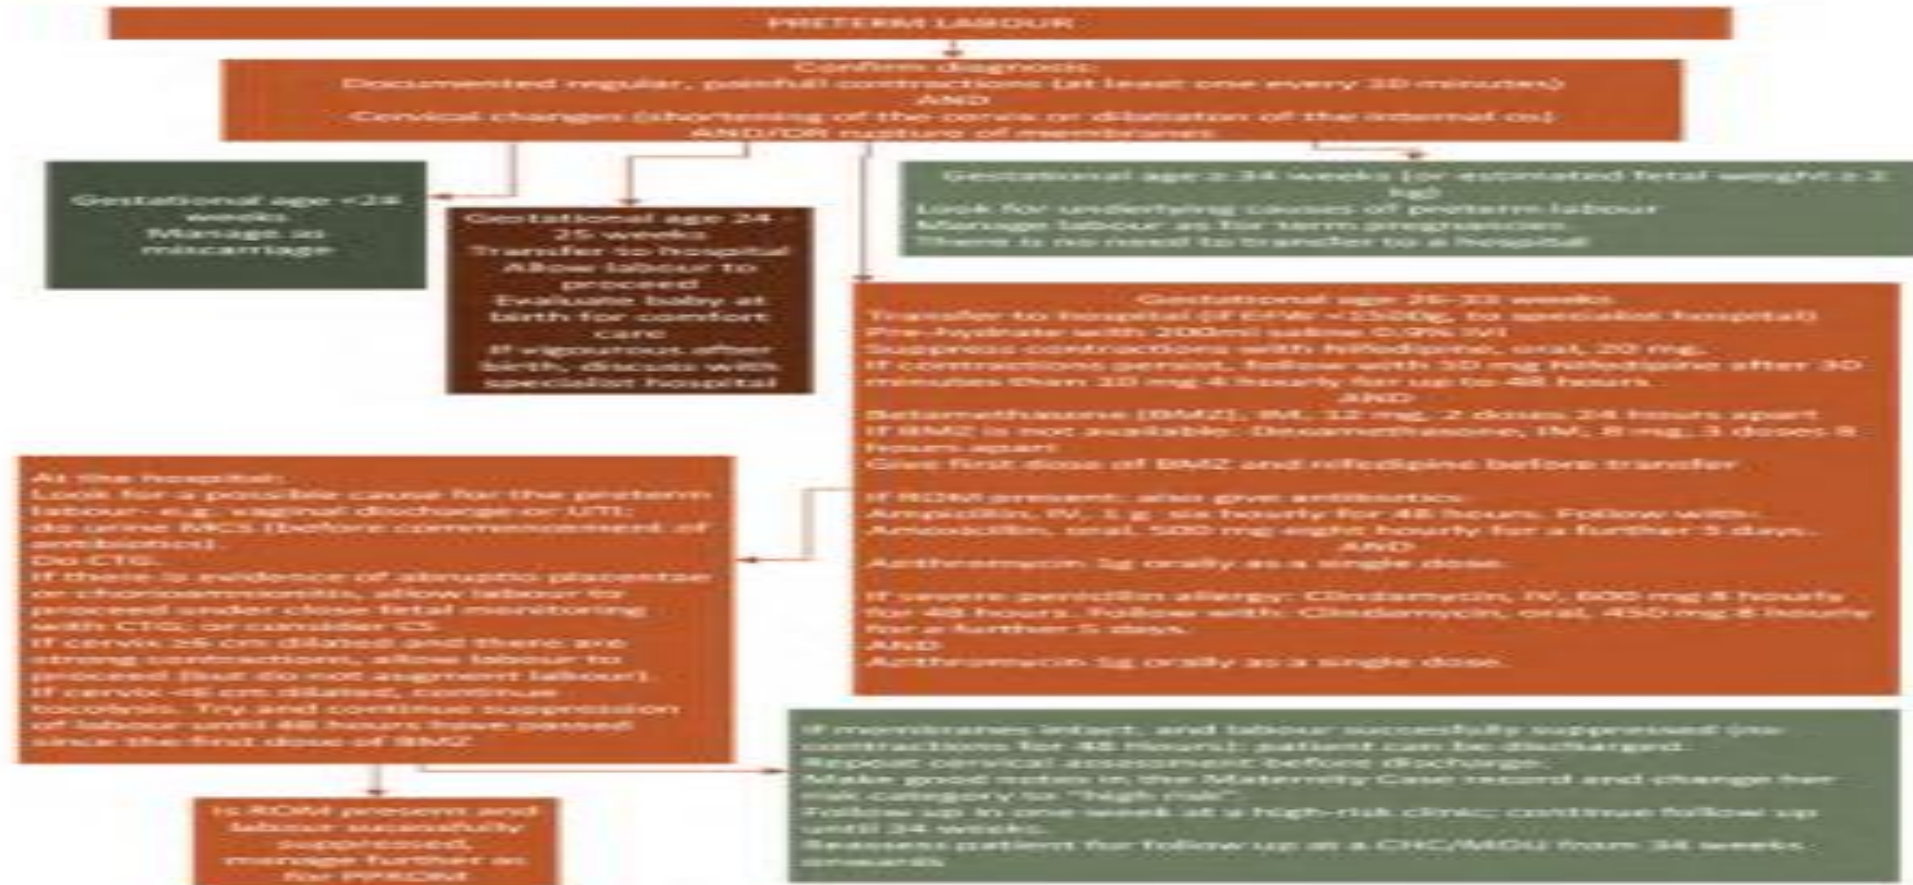 PRETERM LABOUR
Confirm diagnosis:
Documented regular, painful contractions (at least one every 10 minutes)
AND
Cervical changes (shortening of the cervix or dilatation of the internal os)
AND/OR rupture of membranes
Gestational age <24
weeks
Manage as
miscarriage
Gestational age 24 -
25 weeks
Transfer to hospital
Allow labour to
proceed
Evaluate baby at
birth for comfort
care
If vigourous after
birth, discuss with
specialist hospital
Gestational age ≥ 34 weeks (or estimated fetal weight ≥ 2
kg)
Look for underlying causes of preterm labour
Manage labour as for term pregnancies.
There is no need to transfer to a hospital
Gestational age 26-33 weeks
Transfer to hospital (if EFW to specialist hospital)
Pre-hydrate with 200ml saline 0.9% IVI
Suppress contractions with Nifedipine, oral, 20 mg.
If contractions persist, follow with mg Nifedipine after 30
minutes then mg 4 hourly for up to 48 hours
AND
Betamethasone (BMZ), IM, 12 mg, 2 doses 24 hours apart
If BMZ is not available: Dexamethasone, IM, 8 mg, 3 doses 8
hours apart
Give first dose of BMZ and nifedipine before transfer
If ROM present: also give antibiotics
Ampicillin, IV, 1 g six hourly for 48 hours. Follow with
oral, 500 mg eight hourly for a further 5 days.
AND
Azithromycin 1g orally as a single dose.
If severe penicillin allergy: Clindamycin, IV, 600 mg 8 hourly
for 48 hours. Follow with: Clindamycin, oral, 450 mg 8 hourly
for a further 5 days.
AND
Azithromycin 1g orally as a single dose.
At the hospital:
Look for a possible cause for the preterm
labour e.g. vaginal discharge or UTI;
do urine MCS (before commencement of
antibiotics)
Do CTG.
If there is evidence of abruptio placentae
or chorioamnionitis, allow labour to
proceed under close fetal monitoring
with CTG, or consider CS
If cervix cm dilated and there are
strong contractions, allow labour to
proceed (but do not augment labour).
If cervix cm dilated, continue
tocolysis. Try and continue suppression
of labour until 48 hours have passed
since the first dose of BMZ
If membranes intact, and labour succesfully suppressed (no
contractions for 48 Hours): patient can be discharged
Repeat cervical assessment before discharge.
Make good notes in the Maternity Case record and change her
risk category to "high risk".
Follow up in one week at a high-risk clinic; continue follow up
until 34 weeks.
Reassess patient for follow up at a CHC/MOU from 34 weeks
onwards
ROM present and
labour
suppressed,
manage further as
for PPROM